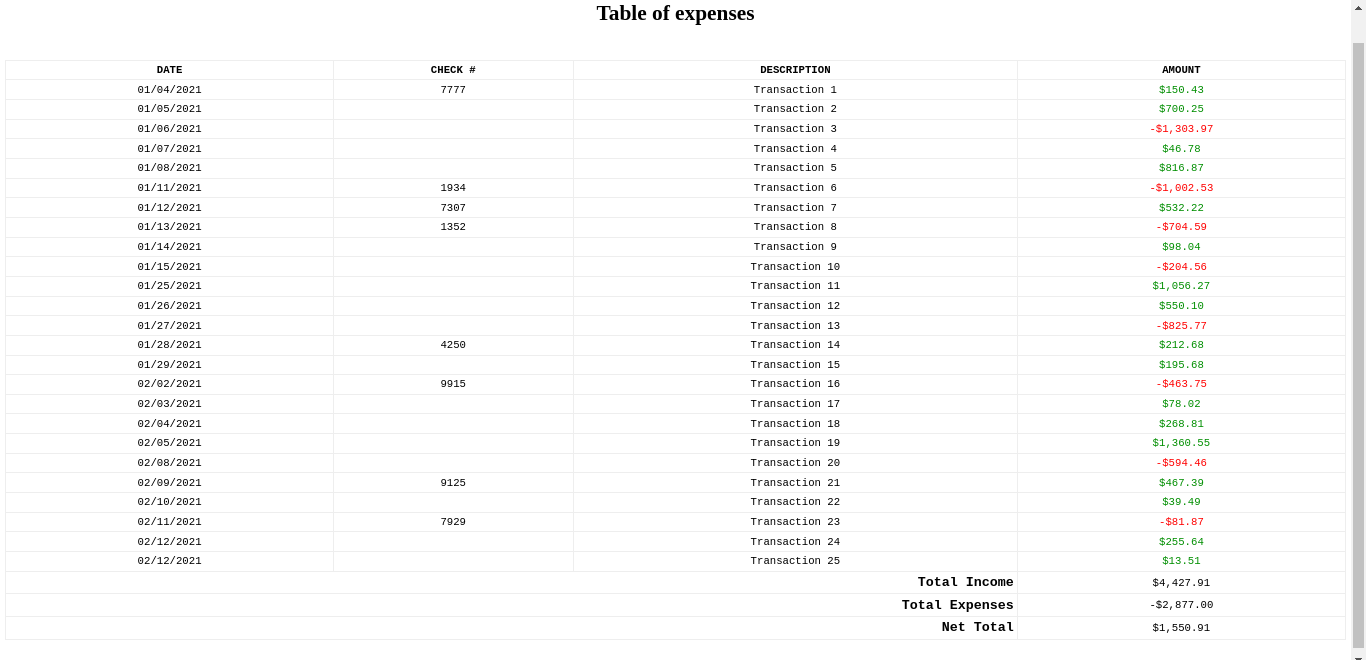 Table of expenses
DATE CHECK # DESCRIPTION AMOUNT
01/04/2021 7777 Transaction 1 $150.43
01/05/2021 Transaction 2 $700.25
01/06/2021 Transaction 3 -$1,303.97
01/07/2021 Transaction 4 $46.78
01/08/2021 Transaction 5 $816.87
01/11/2021 1934 Transaction 6 -$1,002.53
01/12/2021 7307 Transaction 7 $532.22
01/13/2021 1352 Transaction 8 -$704.59
01/14/2021 Transaction 9 $98.04
01/15/2021 Transaction 10 -$204.56
01/25/2021 Transaction 11 $1,056.27
01/26/2021 Transaction 12 $550.10
01/27/2021 Transaction 13 -$825.77
01/28/2021 4250 Transaction 14 $212.68
01/29/2021 Transaction 15 $195.68
02/02/2021 9915 Transaction 16 -$463.75
02/03/2021 Transaction 17 $78.02
02/04/2021 Transaction 18 $268.81
02/05/2021 Transaction 19 $1,360.55
02/08/2021 Transaction 20 -$594.46
02/09/2021 9125 Transaction 21 $467.39
02/10/2021 Transaction 22 $39.49
02/11/2021 7929 Transaction 23 -$81.87
02/12/2021 Transaction 24 $255.64
02/12/2021 Transaction 25 $13.51
Total Income $4,427.91
Total Expenses -$2,877.00
Net Total $1,550.91